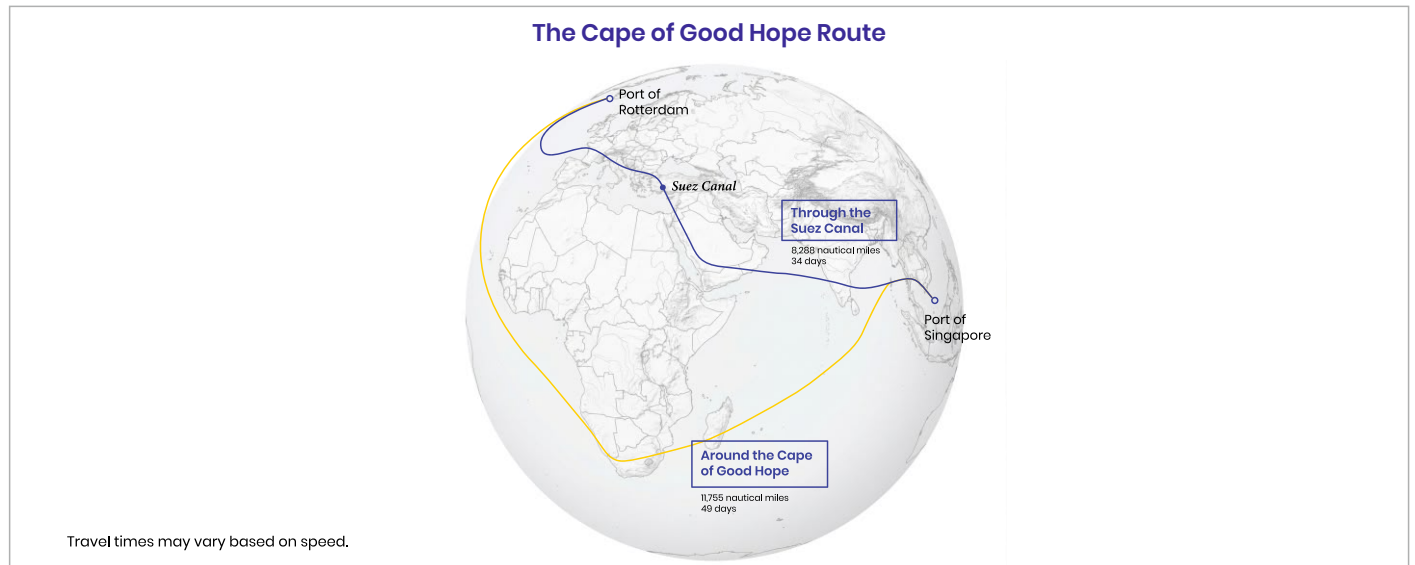 The Cape of Good Hope Route
Port of
Rotterdam
Suez Canal
Through the
Suez Canal
8,288 nautical miles
34 days
Port of
Singapore
Around the Cape
of Good Hope
11,755 nautical miles
49 days
Travel times may vary based on speed.